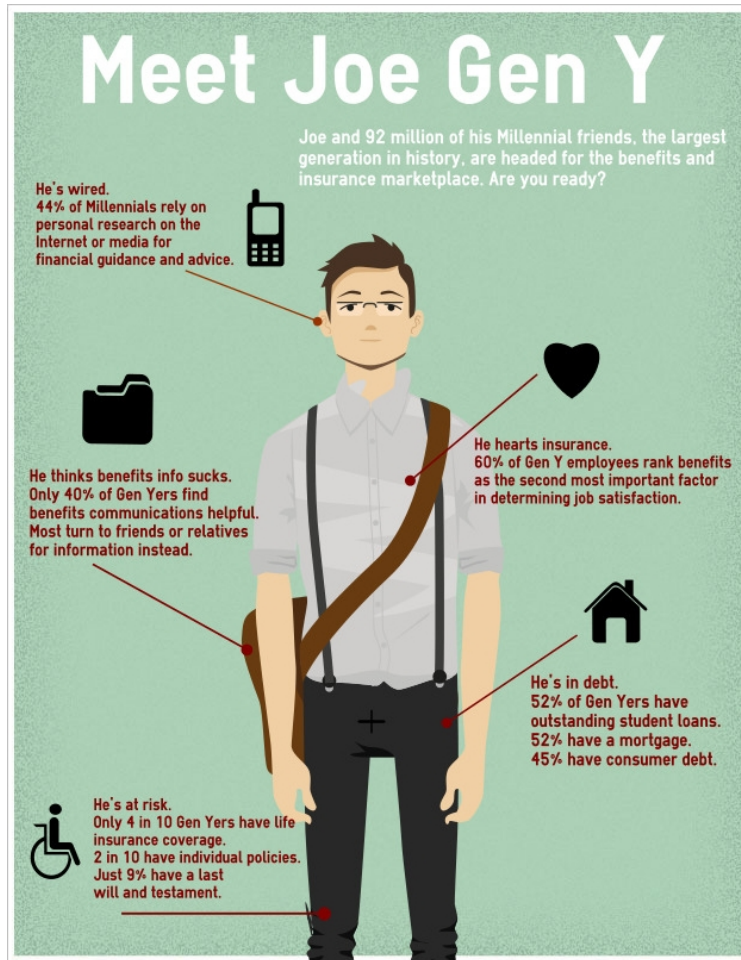 Meet Joe Gen Y
Joe and 92 million of his Millennial friends, the largest
generation in history, are headed for the benefits and
insurance marketplace. Are you ready?
He's wired.
44% of Millennials rely on
personal research on the
Internet or media for
financial guidance and advice.
He hearts insurance.
60% of Gen Y employees rank benefits
as the second most important factor
in determining job satisfaction.
He thinks benefits info sucks.
Only 40% of Gen Yers find
benefits communications helpful.
Most turn to friends or relatives
for information instead.
He's in debt.
52% of Gen Yers have
outstanding student loans.
52% have a mortgage.
45% have consumer debt.
He's at risk.
Only 4 in 10 Gen Yers have life
insurance coverage.
2 in 10 have individual policies.
Just 9% have a last
will and testament.